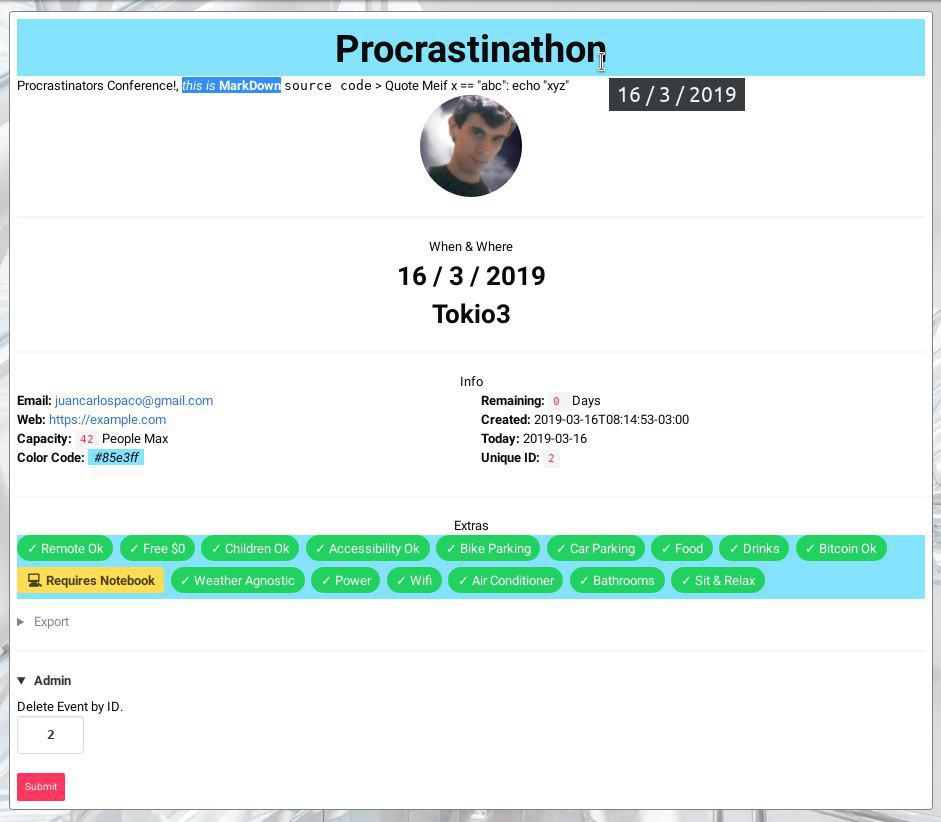 Procrastinathon
Procrastinators Conference!, this is MarkDown source code > Quote Meif x == "abc": echo "xyz"
16 / 3 / 2019
When & Where
16 / 3 / 2019
Tokio3
Info
Email: juancarlospaco@gmail.com
Web: https://example.com
Capacity: 42 People Max
Color Code: #85e3ff
Remaining: 0 Days
Created: 2019-03-16T08:14:53-03:00
Today: 2019-03-16
Unique ID: 2
Extras
✓ Remote Ok ✓ Free $0 ✓ Children Ok ✓ Accessibility Ok ✓ Bike Parking ✓ Car Parking ✓ Food ✓ Drinks ✓ Bitcoin Ok
💻 Requires Notebook ✓ Weather Agnostic ✓ Power ✓ Wifi ✓ Air Conditioner ✓ Bathrooms ✓ Sit & Relax
▶ Export
▼ Admin
Delete Event by ID.
2
Submit